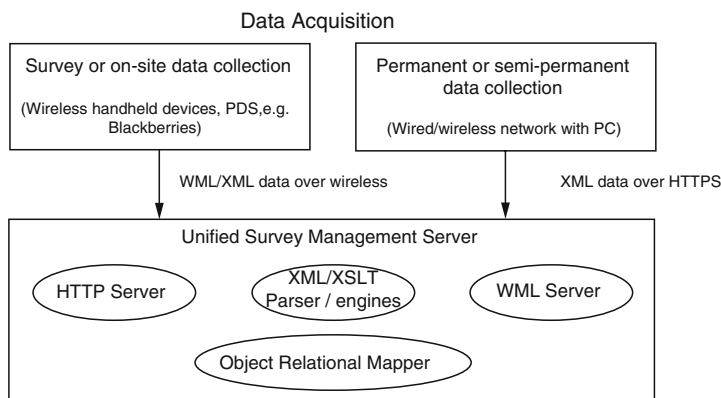 Data Acquisition
Survey or on-site data collection
(Wireless handheld devices, PDS,e.g.
Blackberries)
Permanent or semi-permanent
data collection
(Wired/wireless network with PC)
WML/XML data over wireless
XML data over HTTPS
Unified Survey Management Server
HTTP Server
XML/XSLT
Parser / engines
WML Server
Object Relational Mapper